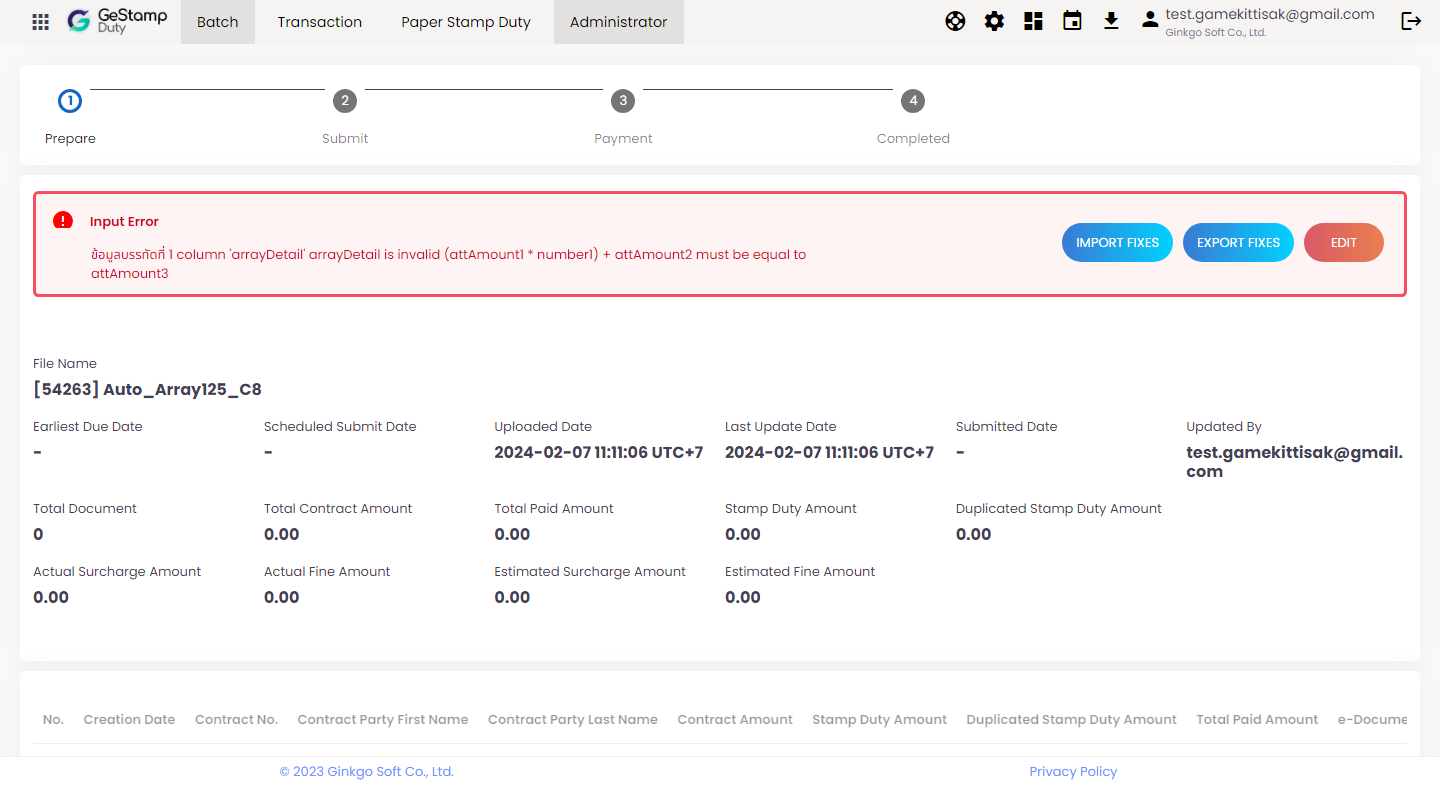 GeStamp
Duty
Batch
Transaction
Paper Stamp Duty
Administrator
test.gamekittisak@gmail.com
Ginkgo Soft Co., Ltd.
1
2
3
4
Prepare
Submit
Payment
Completed
Input Error
ข้อมูลบรรทัดที่ 1 column 'arrayDetail' arrayDetail is invalid (attAmount1 * number1) + attAmount2 must be equal to
attAmount3
IMPORT FIXES
EXPORT FIXES
EDIT
File Name
[54263] Auto_Array125_C8
Earliest Due Date
Scheduled Submit Date
Uploaded Date
Last Update Date
Submitted Date
Updated By
-
-
2024-02-07 11:11:06 UTC+7
2024-02-07 11:11:06 UTC+7
-
test.gamekittisak@gmail.
com
Total Document
Total Contract Amount
Total Paid Amount
Stamp Duty Amount
Duplicated Stamp Duty Amount
0
0.00
0.00
0.00
0.00
Actual Surcharge Amount
Actual Fine Amount
Estimated Surcharge Amount
Estimated Fine Amount
0.00
0.00
0.00
0.00
No.
Creation Date
Contract No.
Contract Party First Name
Contract Party Last Name
Contract Amount
Stamp Duty Amount
Duplicated Stamp Duty Amount
Total Paid Amount
e-Docume
© 2023 Ginkgo Soft Co., Ltd.
Privacy Policy